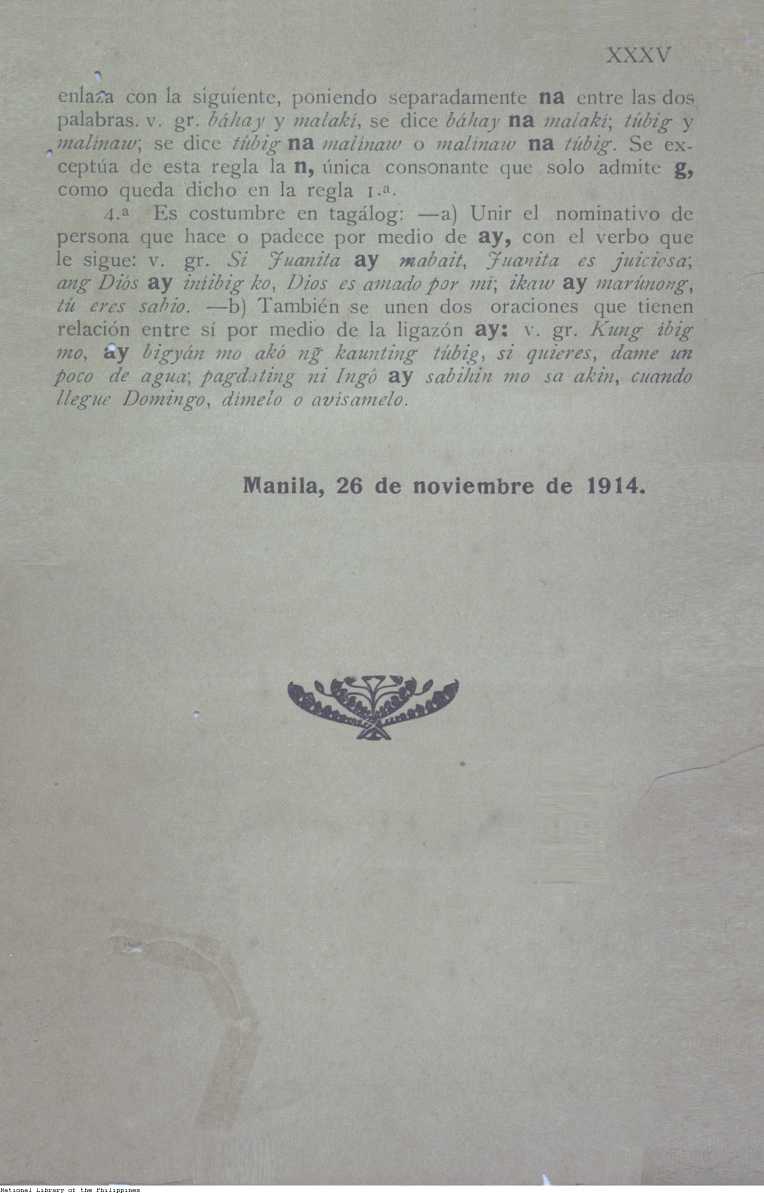 XXXV
enlaza con la siguiente, poniendo separadamente na entre las dos
palabras. v. gr. báhay y malakí, se dice báhay na malakí; túbig y
malínaw; se dice túbig na malínaw o malínaw na túbig. Se ex-
ceptúa de esta regla la n, única consonante que solo admite g,
como queda dicho en la regla 1.ª.
4.ª Es costumbre en tagálog: —a) Unir el nominativo de
persona que hace o padece por medio de ay, con el verbo que
le sigue: v. gr. Si Juanita ay mabait, Juanita es juiciosa;
ang Diós ay iniibig ko, Dios es amado por mi; ikaw ay marúnong,
tú eres sabio. —b) También se unen dos oraciones que tienen
relación entre sí por medio de la ligazón ay: v. gr. Kung ibig
mo, ay bigyán mo akó ng̃ kaunting túbig, si quieres, dame un
poco de agua; pagdating ni Ingó ay sabihin mo sa akin, cuando
llegue Domingo, dimelo o avisamelo.
Manila, 26 de noviembre de 1914.
National Library of the Philippines